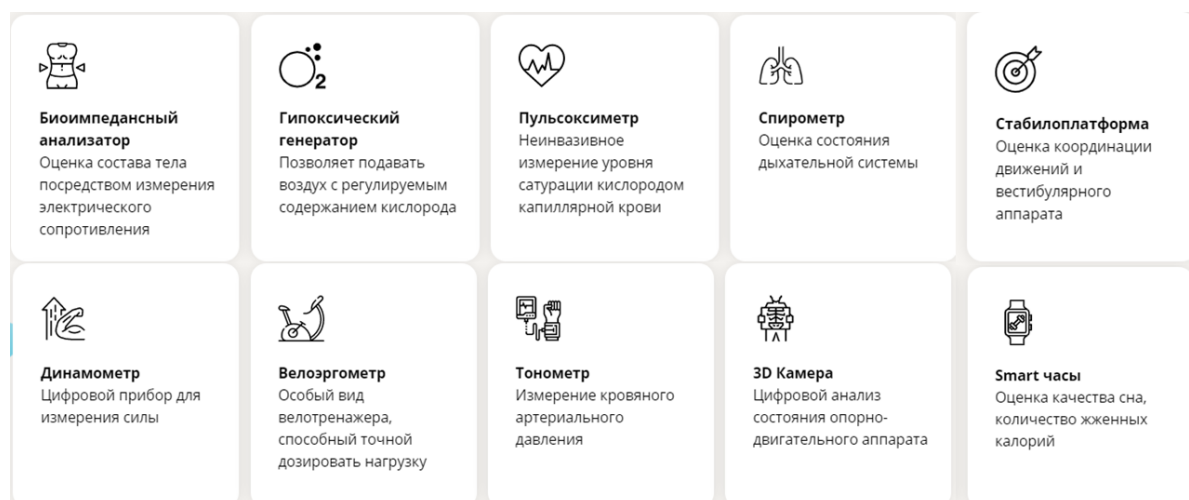 2
Биоимпедансный
анализатор
Оценка состава тела
посредством измерения
электрического
сопротивления
Гипоксический
генератор
Позволяет подавать
воздух с регулируемым
содержанием кислорода
Пульсоксиметр
Неинвазивное
измерение уровня
сатурации кислородом
капиллярной крови
Спирометр
Оценка состояния
дыхательной системы
Стабилоплатформа
Оценка координации
движений и
вестибулярного
аппарата
Динамометр
Цифровой прибор для
измерения силы
Велоэргометр
Особый вид
велотренажера,
способный точной
дозировать нагрузку
Тонометр
Измерение кровяного
артериального
давления
3D Камера
Цифровой анализ
состояния опорно-
двигательного аппарата
Smart часы
Оценка качества сна,
количество жженных
калорий